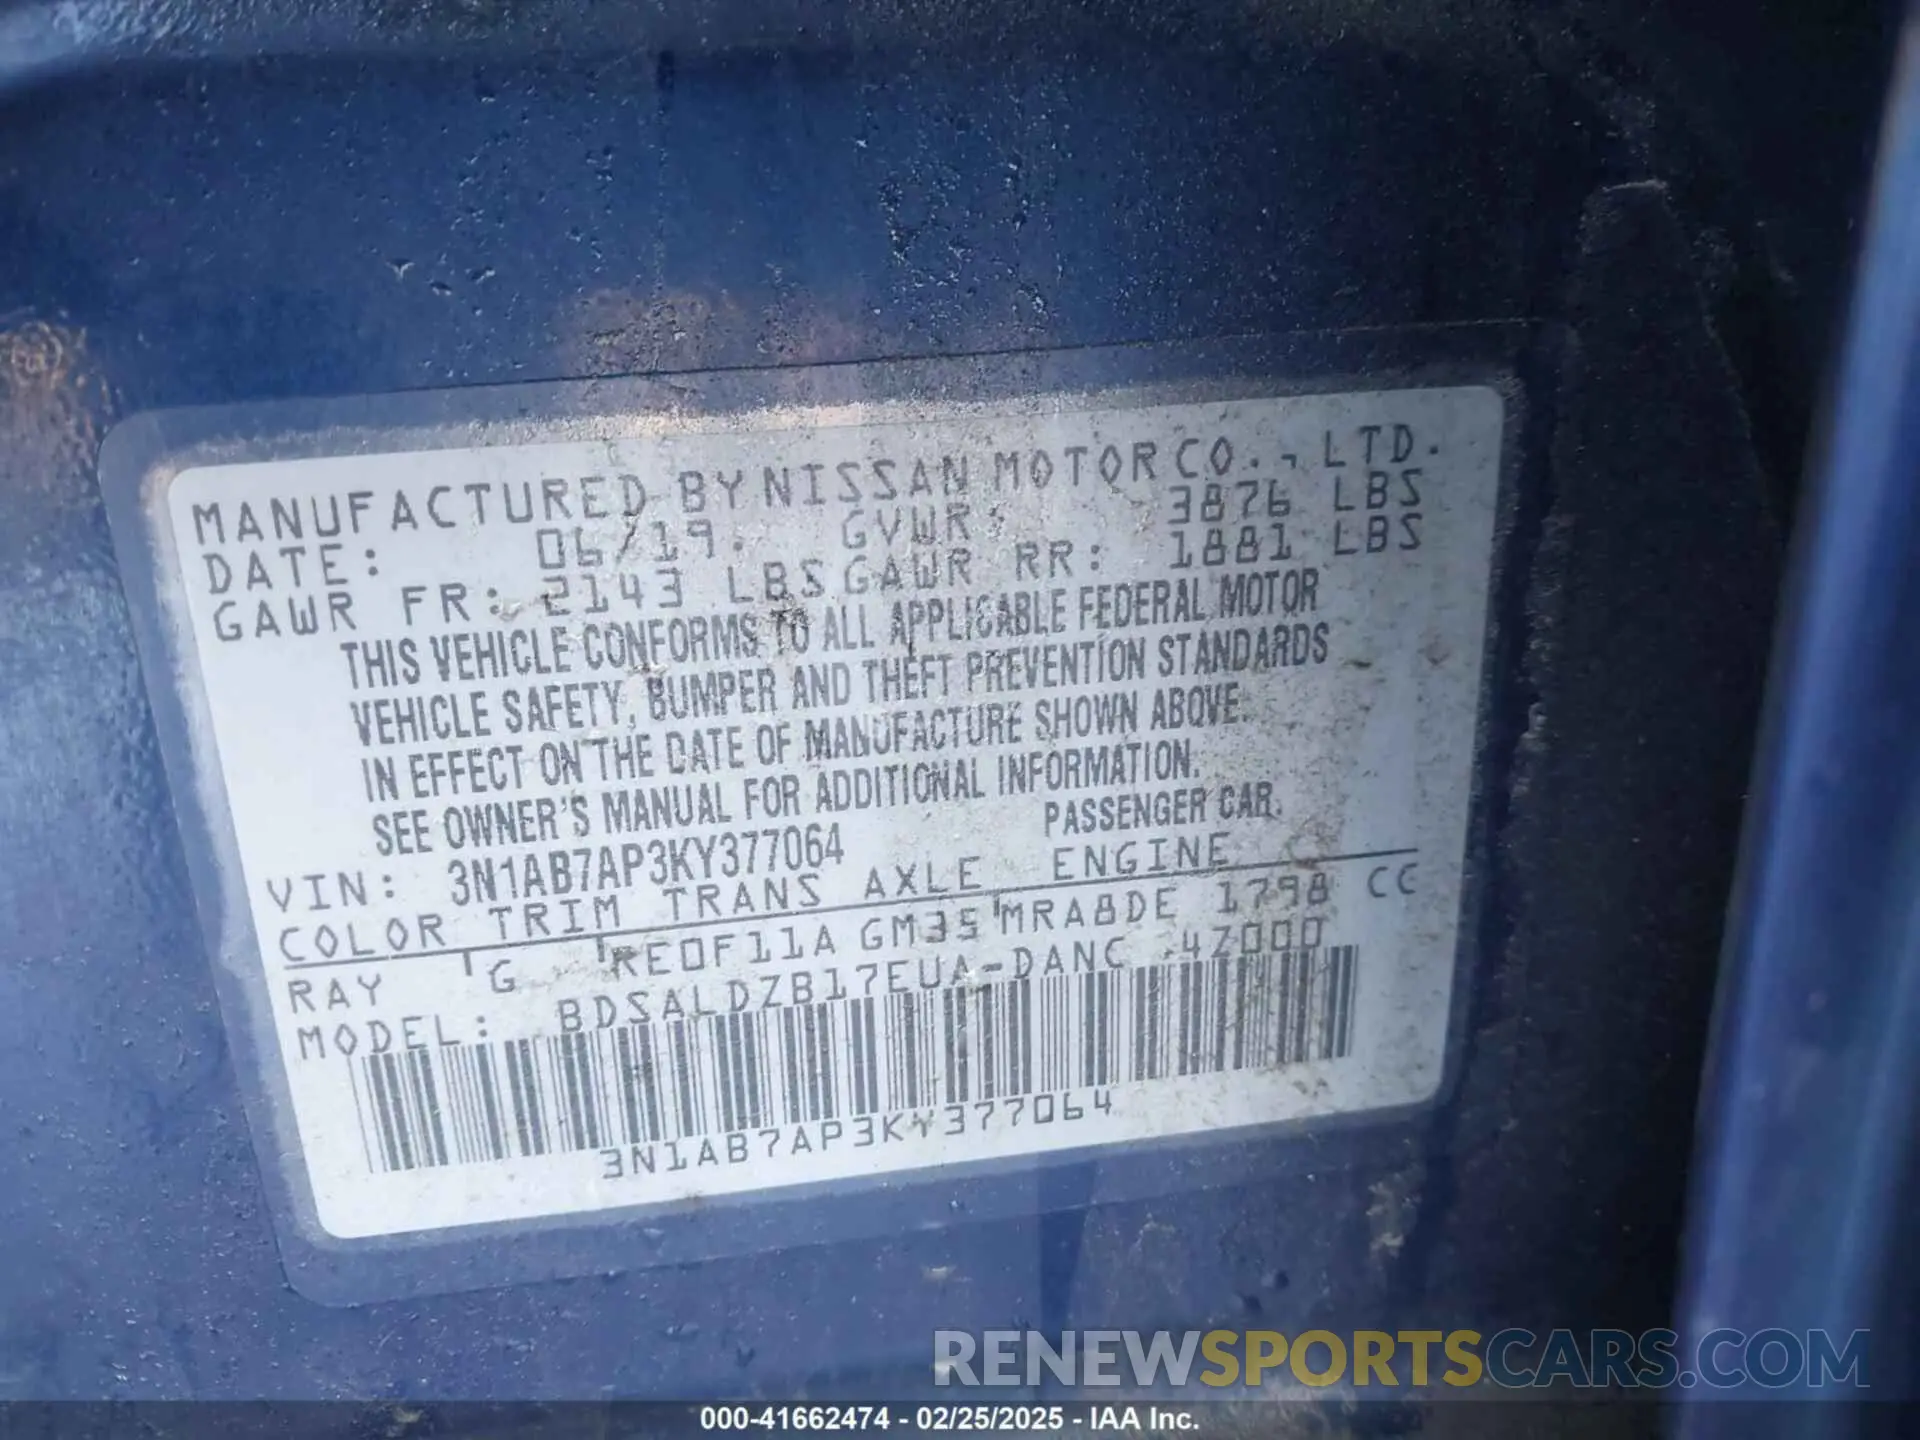 MANUFACTURED BY NISSAN MOTOR CO., LTD.
DATE: 06/19. GVWR: 3876 LBS
GAWR FR: 2143 LBS GAWR RR: 1881 LBS
THIS VEHICLE CONFORMS TO ALL APPLICABLE FEDERAL MOTOR
VEHICLE SAFETY, BUMPER AND THEFT PREVENTION STANDARDS
IN EFFECT ON THE DATE OF MANUFACTURE SHOWN ABOVE.
SEE OWNER'S MANUAL FOR ADDITIONAL INFORMATION.
VIN: 3N1AB7AP3KY377064 PASSENGER CAR.
COLOR TRIM TRANS AXLE ENGINE
RAY G RE0F11A GM35 MRA8DE 1798 CC
MODEL: BDSALDZB17EUA-DANC 4Z000
3N1AB7AP3KY377064
RENEWSPORTSCARS.COM
000-41662474 - 02/25/2025 - IAA Inc.